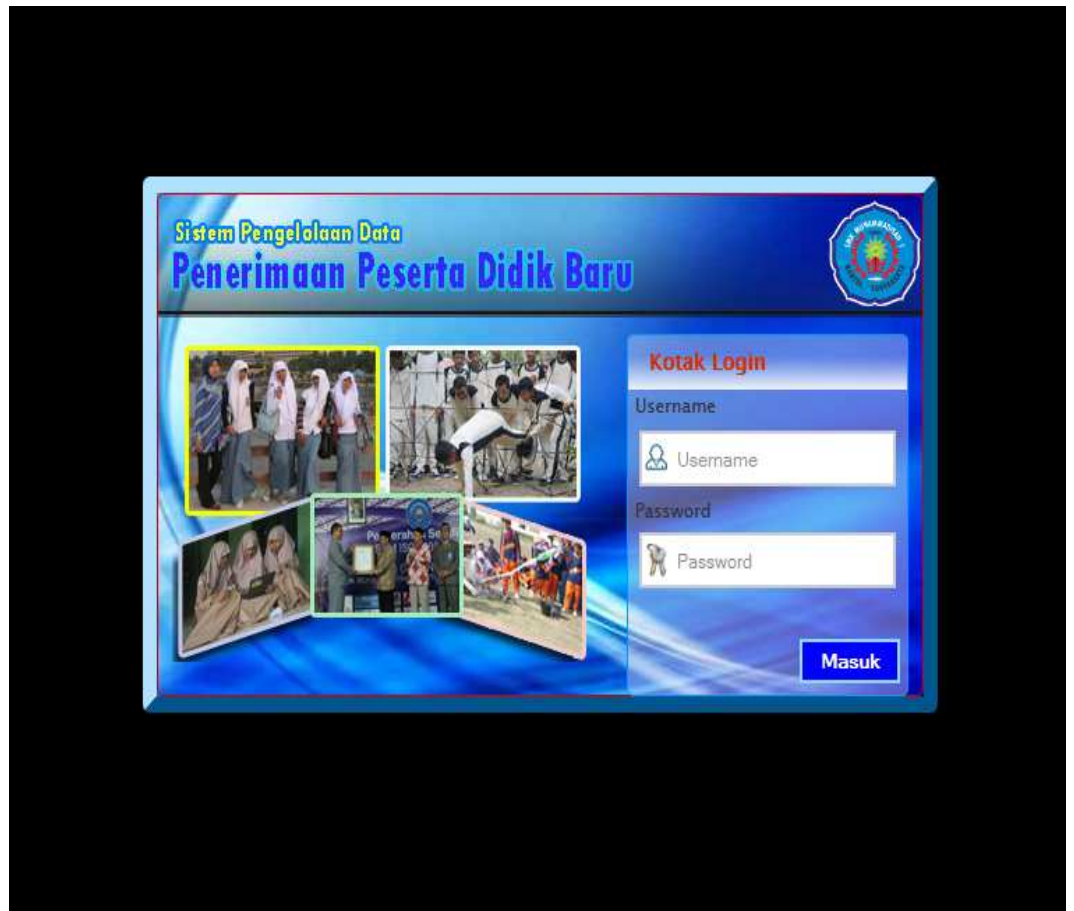 Sistem Pengelolaan Data
Penerimaan Peserta Didik Baru
Kotak Login
Username
Username
Password
Password
Masuk